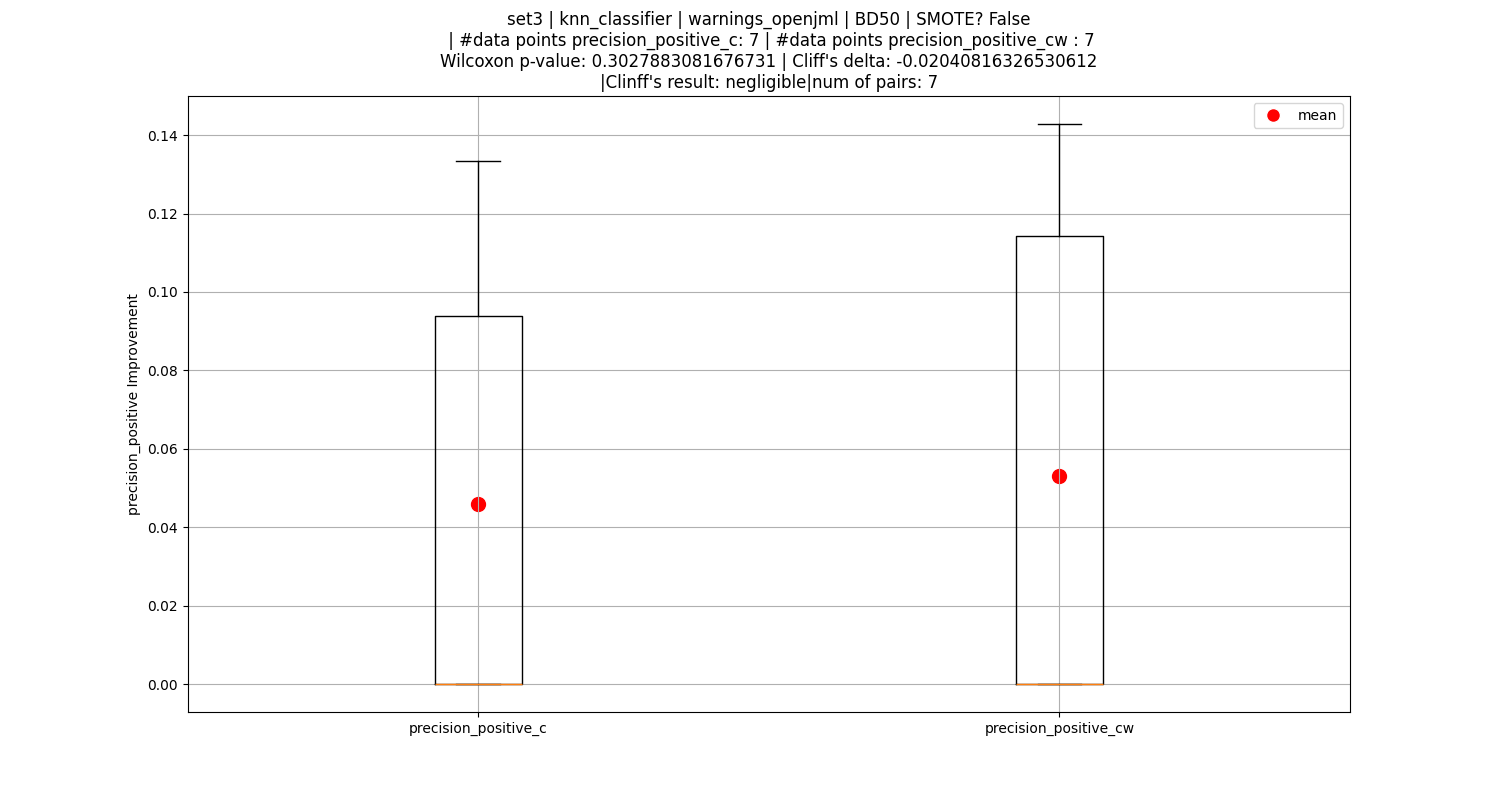 set3 | knn_classifier | warnings_openjml | BD50 | SMOTE? False
| #data points precision_positive_c: 7 | #data points precision_positive_cw : 7
Wilcoxon p-value: 0.3027883081676731 | Cliff's delta: -0.02040816326530612
|Clinff's result: negligible|num of pairs: 7
mean
0.14
0.12
0.10
0.08
0.06
0.04
0.02
0.00
precision_positive Improvement
precision_positive_c
precision_positive_cw